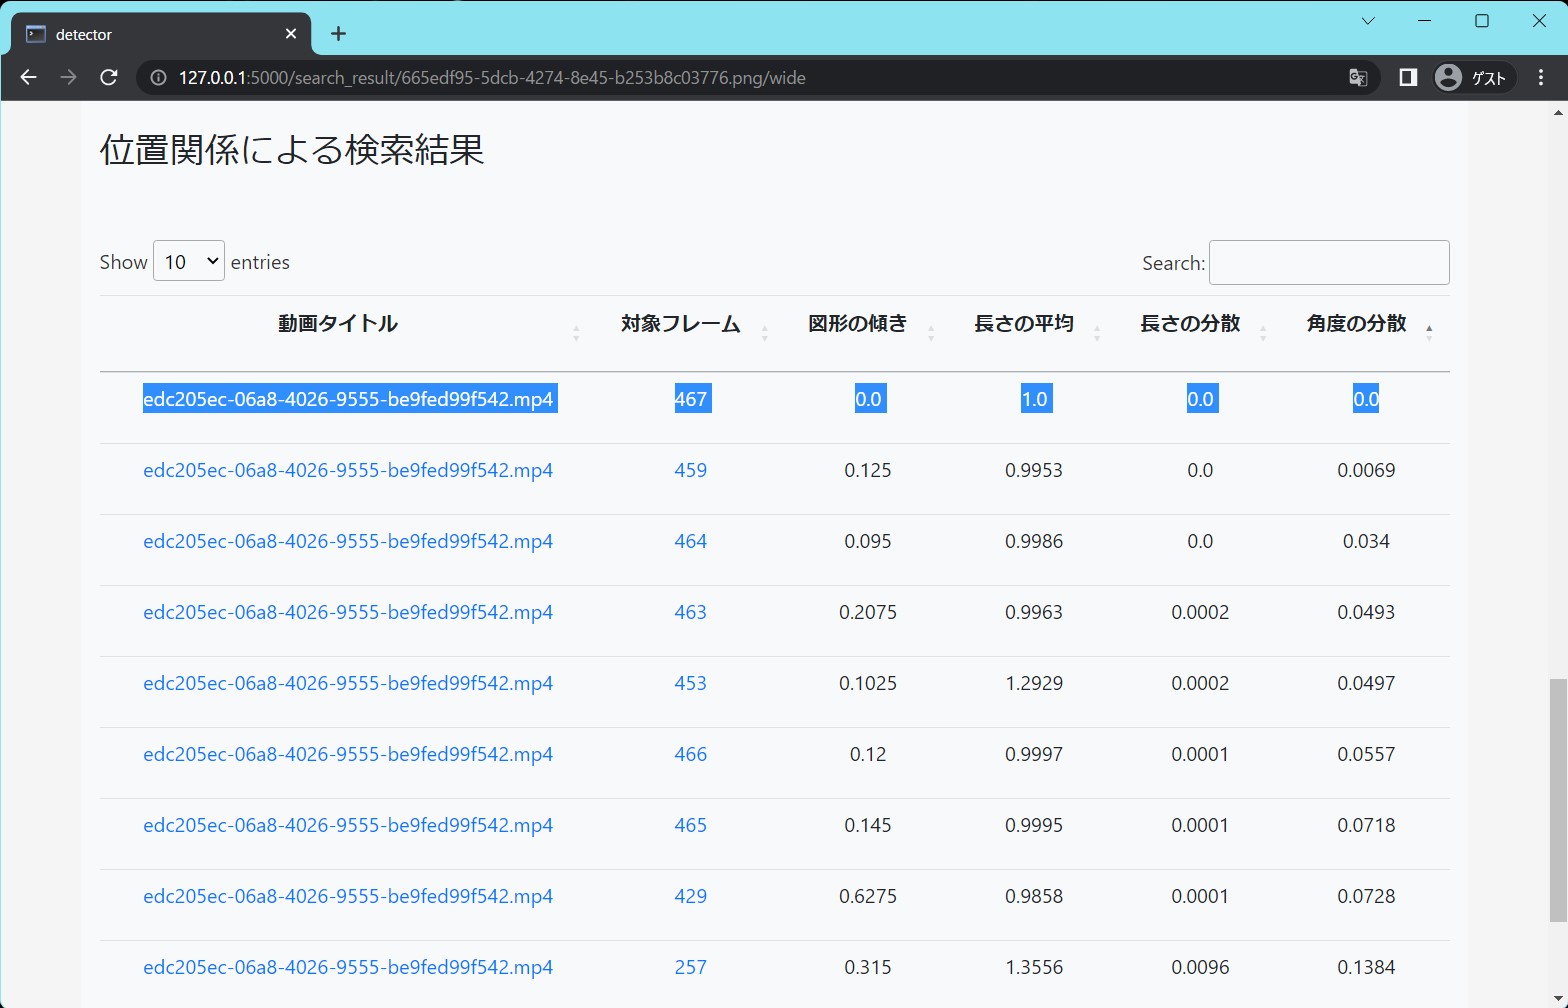 detector
127.0.0.1:5000/search_result/665edf95-5dcb-4274-8e45-b253b8c03776.png/wide ゲスト
位置関係による検索結果
Show 10 entries Search:
動画タイトル 対象フレーム 図形の傾き 長さの平均 長さの分散 角度の分散
edc205ec-06a8-4026-9555-be9fed99f542.mp4 467 0.0 1.0 0.0 0.0
edc205ec-06a8-4026-9555-be9fed99f542.mp4 459 0.125 0.9953 0.0 0.0069
edc205ec-06a8-4026-9555-be9fed99f542.mp4 464 0.095 0.9986 0.0 0.034
edc205ec-06a8-4026-9555-be9fed99f542.mp4 463 0.2075 0.9963 0.0002 0.0493
edc205ec-06a8-4026-9555-be9fed99f542.mp4 453 0.1025 1.2929 0.0002 0.0497
edc205ec-06a8-4026-9555-be9fed99f542.mp4 466 0.12 0.9997 0.0001 0.0557
edc205ec-06a8-4026-9555-be9fed99f542.mp4 465 0.145 0.9995 0.0001 0.0718
edc205ec-06a8-4026-9555-be9fed99f542.mp4 429 0.6275 0.9858 0.0001 0.0728
edc205ec-06a8-4026-9555-be9fed99f542.mp4 257 0.315 1.3556 0.0096 0.1384